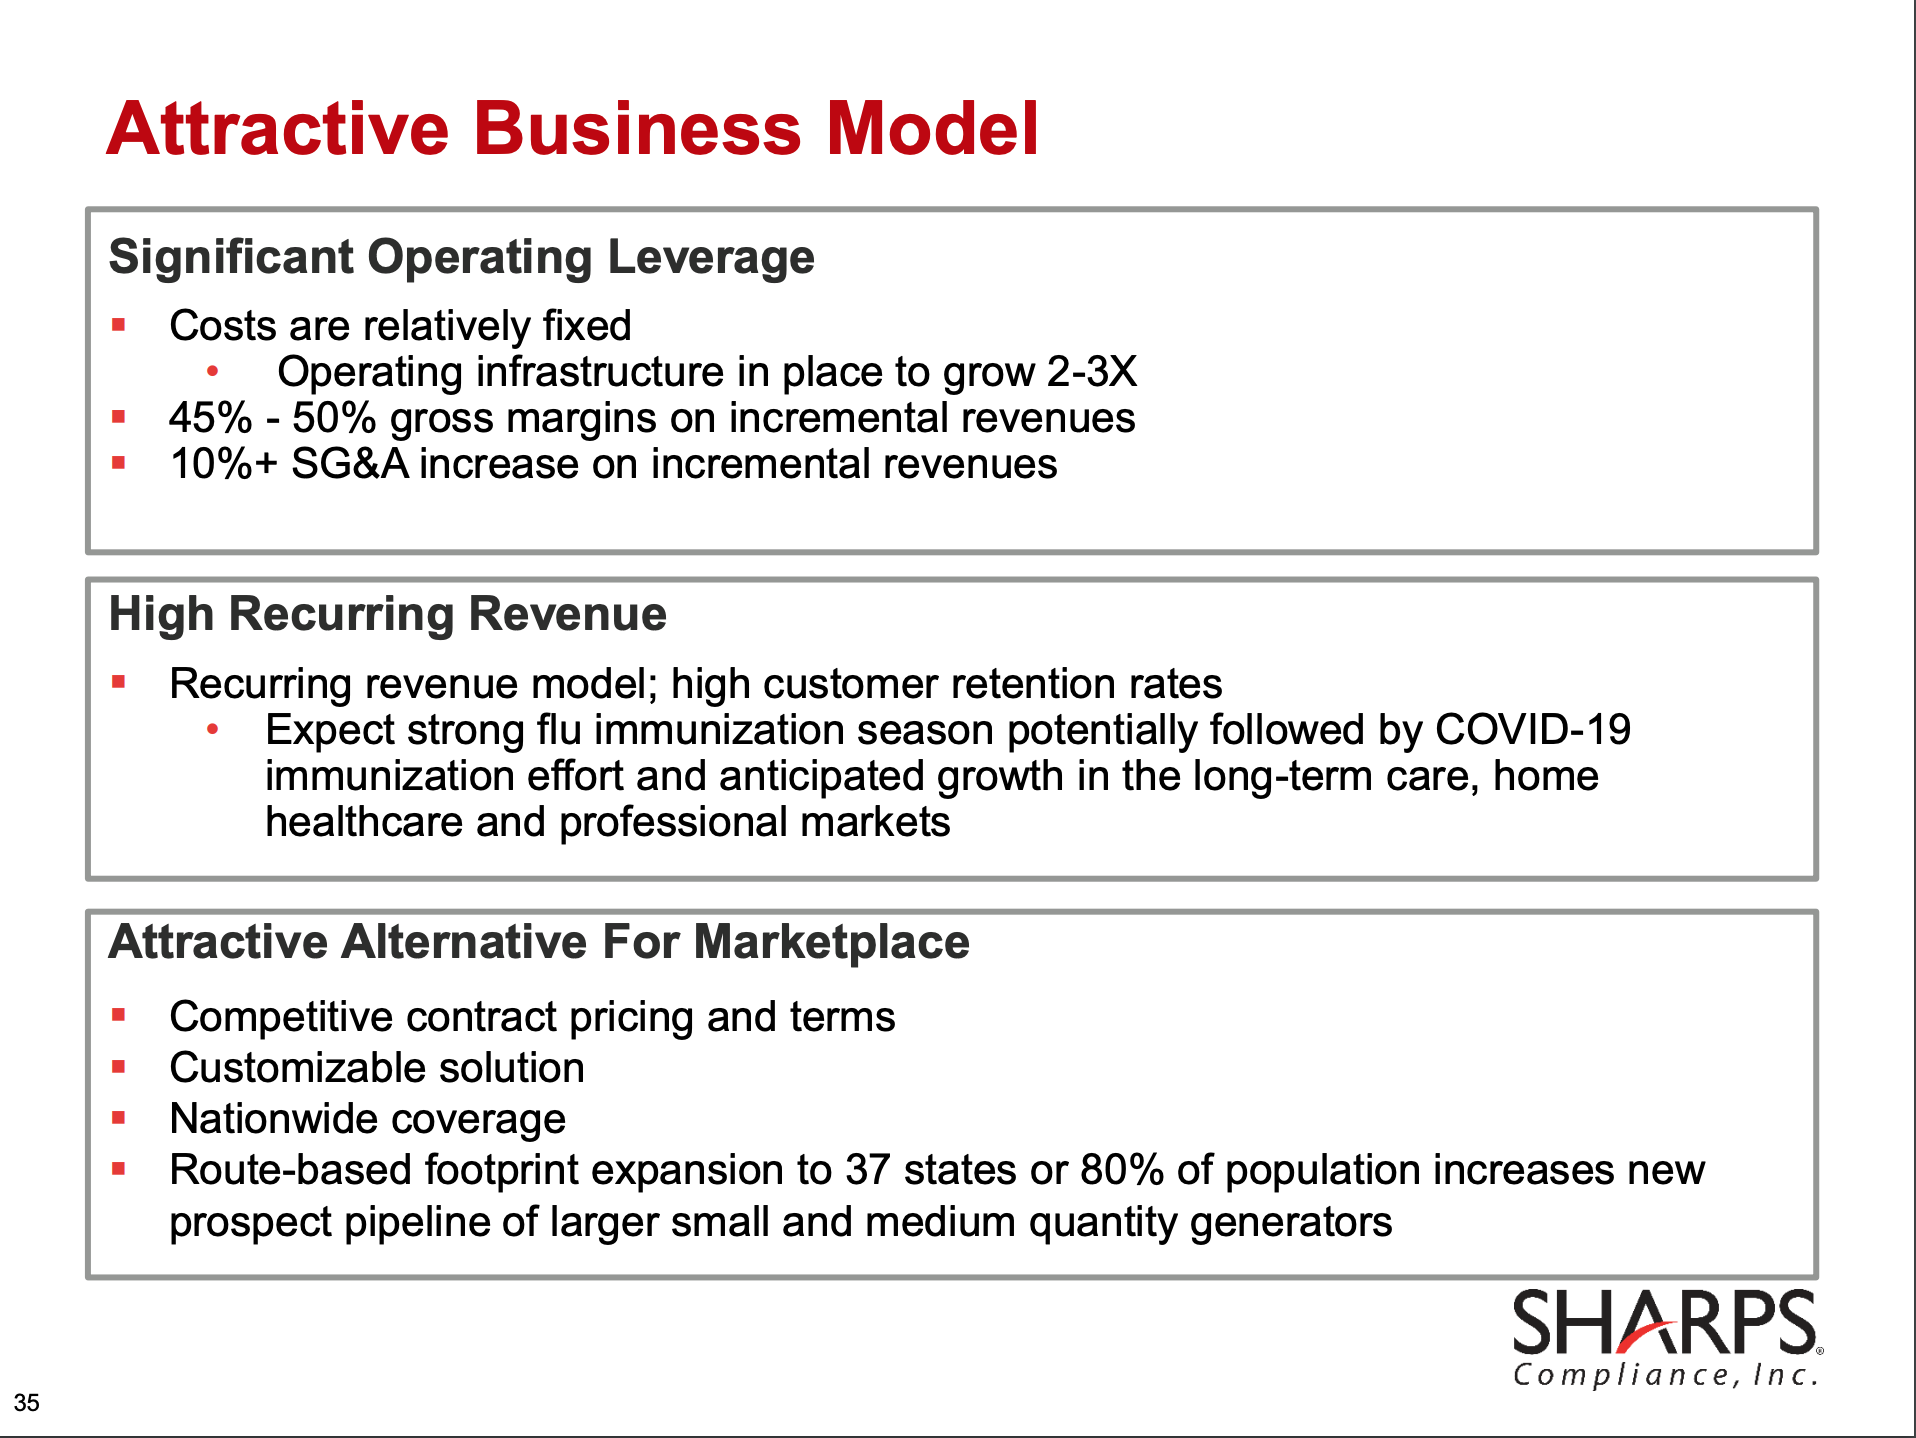 Attractive Business Model
Significant Operating Leverage
▪ Costs are relatively fixed
• Operating infrastructure in place to grow 2-3X
▪ 45% - 50% gross margins on incremental revenues
▪ 10%+ SG&A increase on incremental revenues
High Recurring Revenue
▪ Recurring revenue model; high customer retention rates
• Expect strong flu immunization season potentially followed by COVID-19
immunization effort and anticipated growth in the long-term care, home
healthcare and professional markets
Attractive Alternative For Marketplace
▪ Competitive contract pricing and terms
▪ Customizable solution
▪ Nationwide coverage
▪ Route-based footprint expansion to 37 states or 80% of population increases new
prospect pipeline of larger small and medium quantity generators
SHARPS®
Compliance, Inc.
35